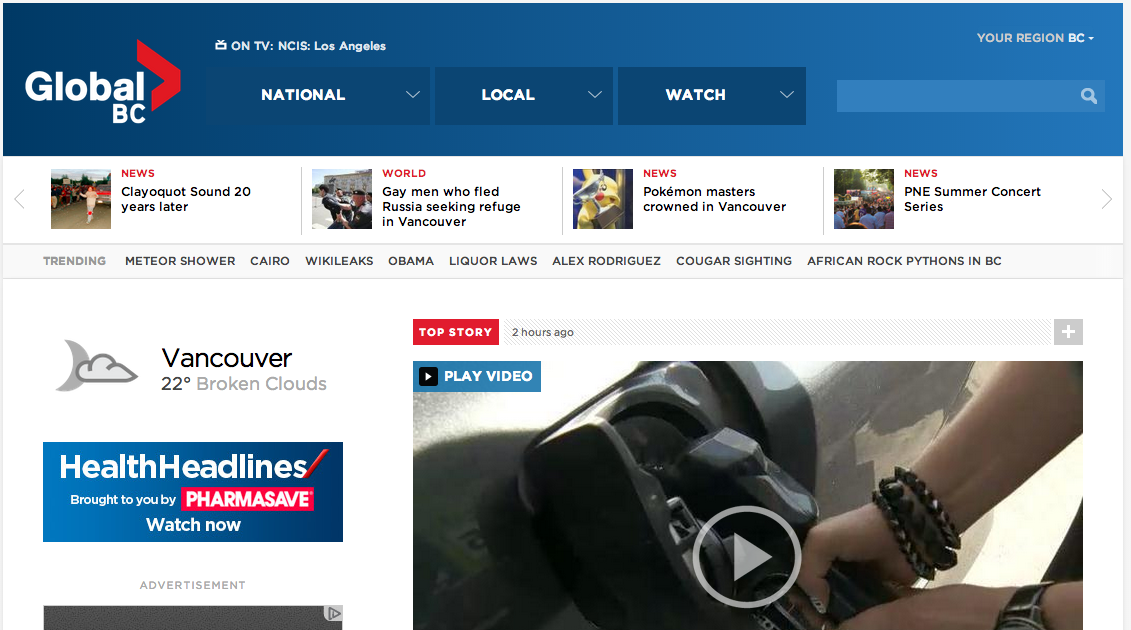 ON TV: NCIS: Los Angeles
YOUR REGION BC
Global
BC
NATIONAL
LOCAL
WATCH
NEWS
Clayoquot Sound 20
years later
WORLD
Gay men who fled
Russia seeking refuge
in Vancouver
NEWS
Pokémon masters
crowned in Vancouver
NEWS
PNE Summer Concert
Series
TRENDING METEOR SHOWER CAIRO WIKILEAKS OBAMA LIQUOR LAWS ALEX RODRIGUEZ COUGAR SIGHTING AFRICAN ROCK PYTHONS IN BC
Vancouver
22° Broken Clouds
HealthHeadlines
Brought to you by PHARMASAVE
Watch now
ADVERTISEMENT
TOP STORY 2 hours ago
PLAY VIDEO